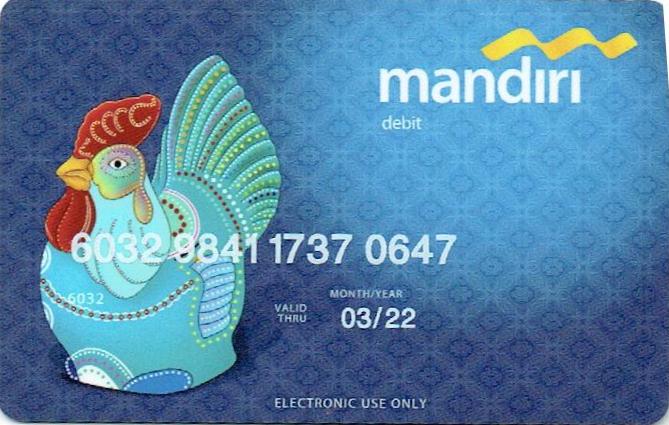 mandiri
debit
6032 9841 1737 0647
6032
MONTH/YEAR
VALID THRU 03/22
ELECTRONIC USE ONLY